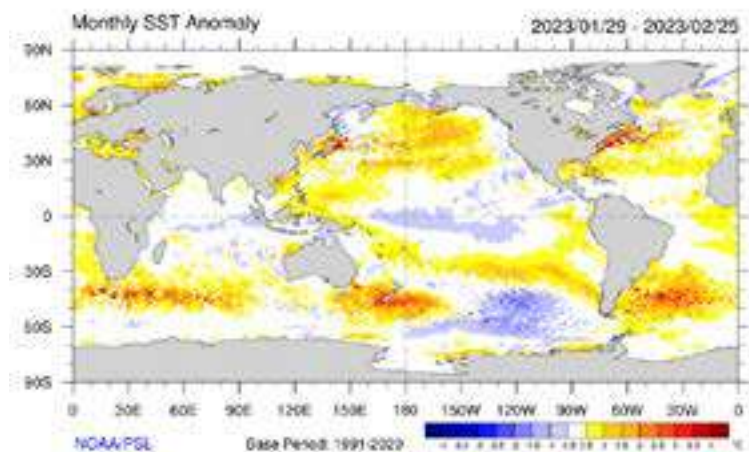 Monthly SST Anomaly 2023/01/29 - 2023/02/25
90N
60N
30N
0
30S
60S
90S
0 30E 60E 90E 120E 150E 180 150W 120W 90W 60W 30W 0
NOAA/PSL Base Period: 1991-2020